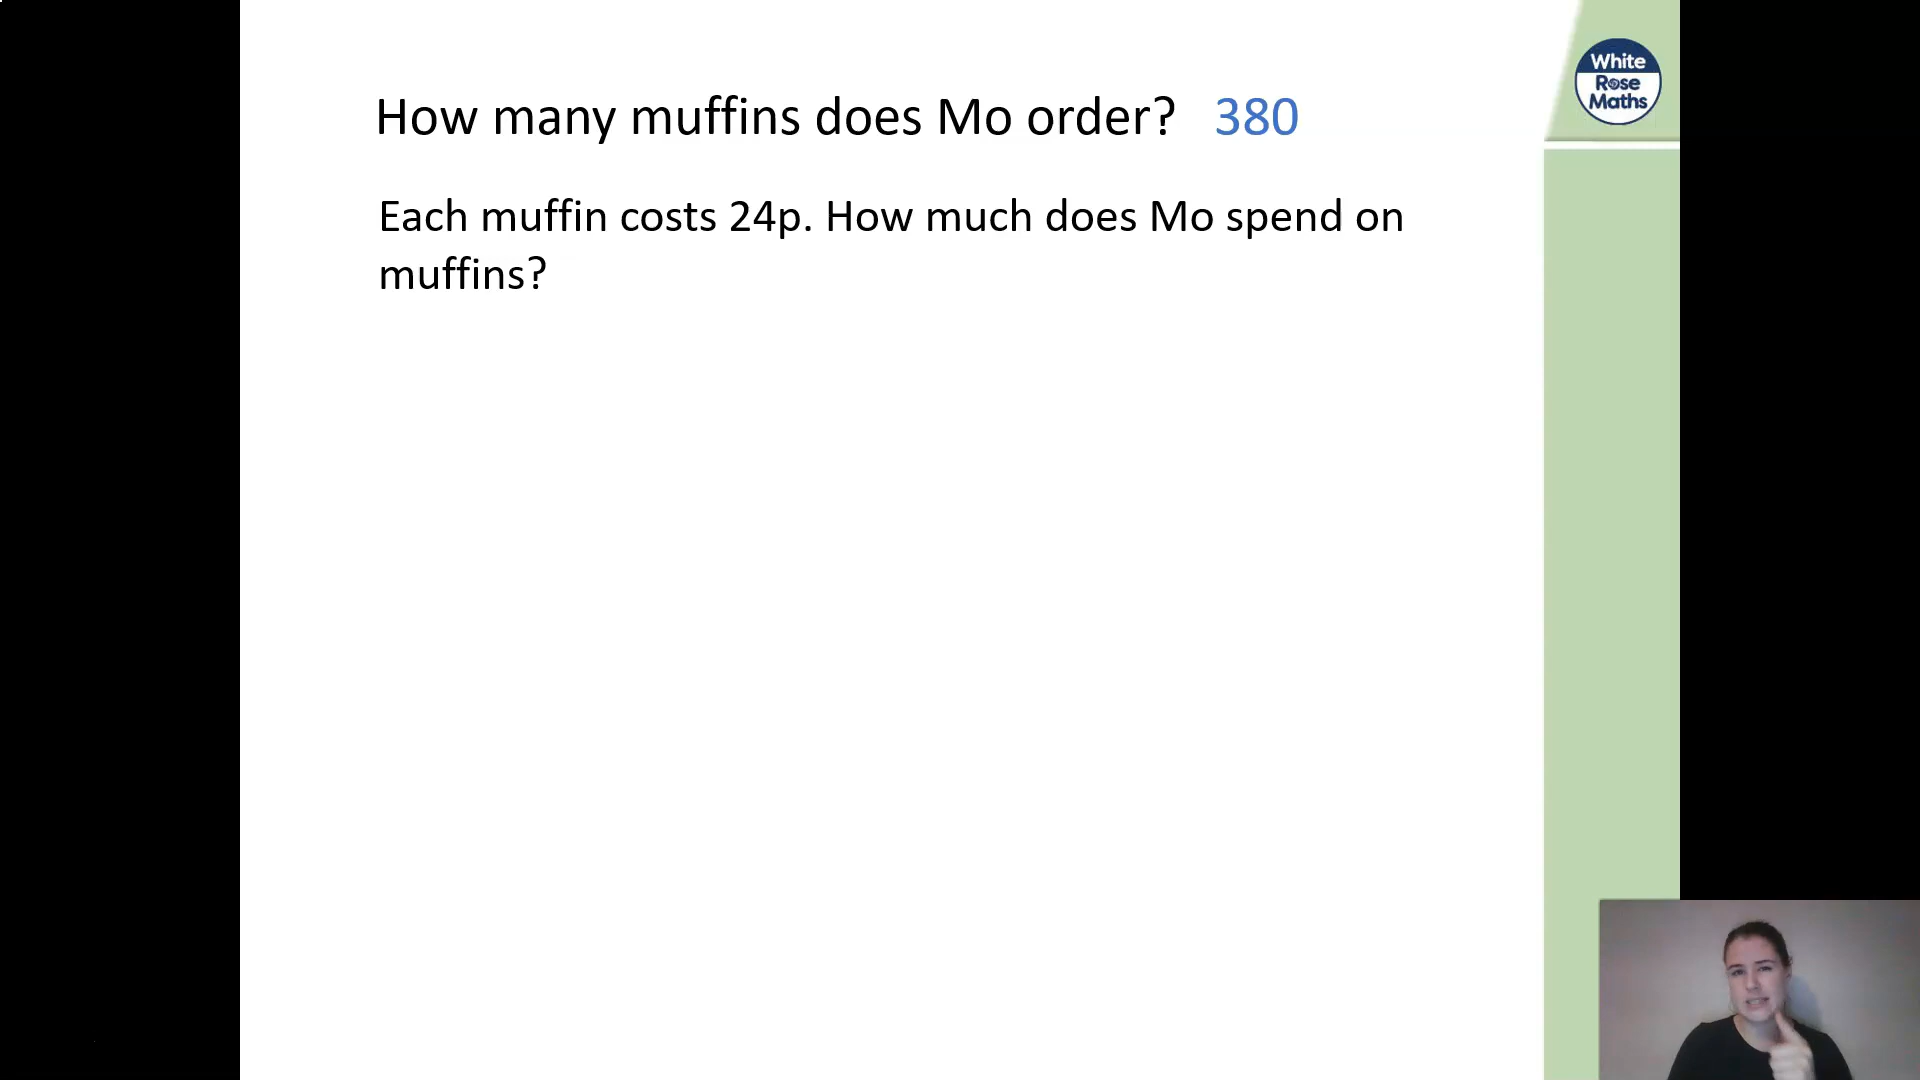 How many muffins does Mo order? 380
Each muffin costs 24p. How much does Mo spend on
muffins?
White
Rose
Maths